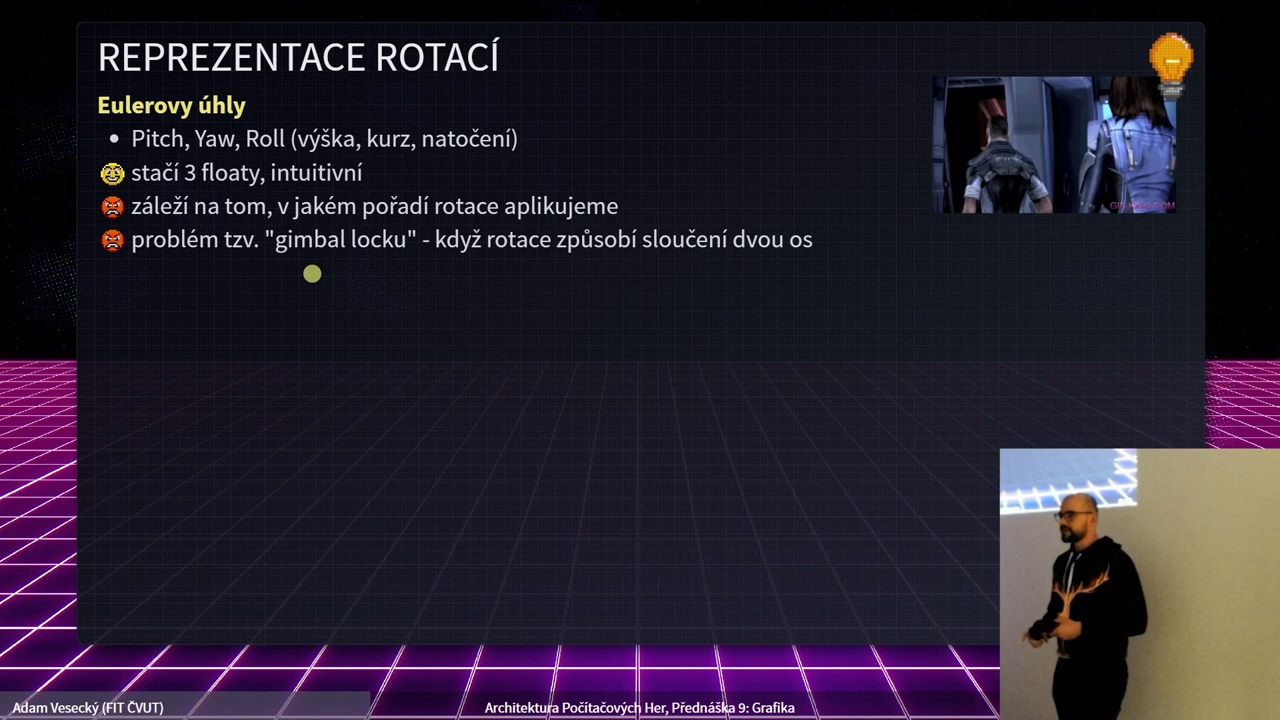 REPREZENTACE ROTACÍ
Eulerovy úhly
Pitch, Yaw, Roll (výška, kurz, natočení)
stačí 3 floaty, intuitivní
záleží na tom, v jakém pořadí rotace aplikujeme
problém tzv. "gimbal locku" - když rotace způsobí sloučení dvou os
Adam Vesecký (FIT ČVUT)
Architektura Počítačových Her, Přednáška 9: Grafika